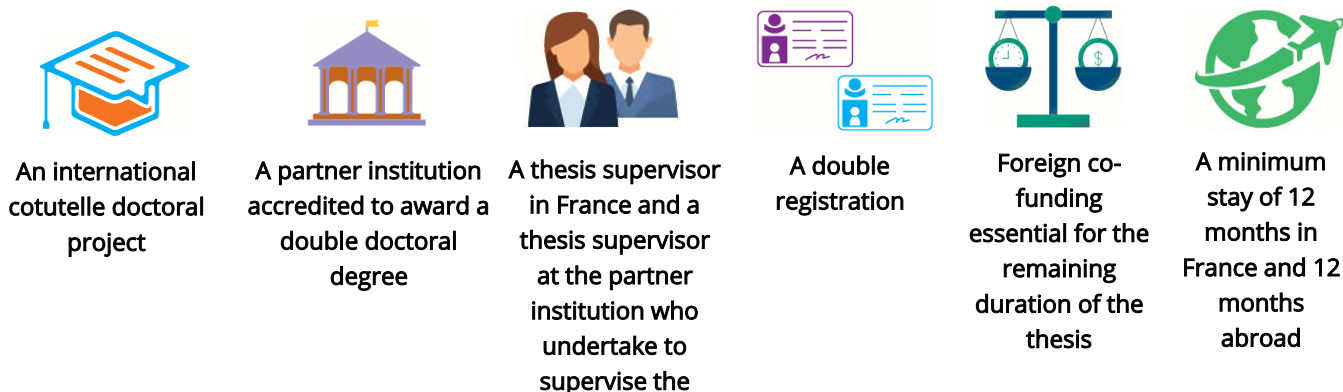 An international
cotutelle doctoral
project
A partner institution
accredited to award a
double doctoral
degree
A thesis supervisor
in France and a
thesis supervisor
at the partner
institution who
undertake to
supervise the
A double
registration
Foreign co-
funding
essential for the
remaining
duration of the
thesis
$
A minimum
stay of 12
months in
France and 12
months
abroad